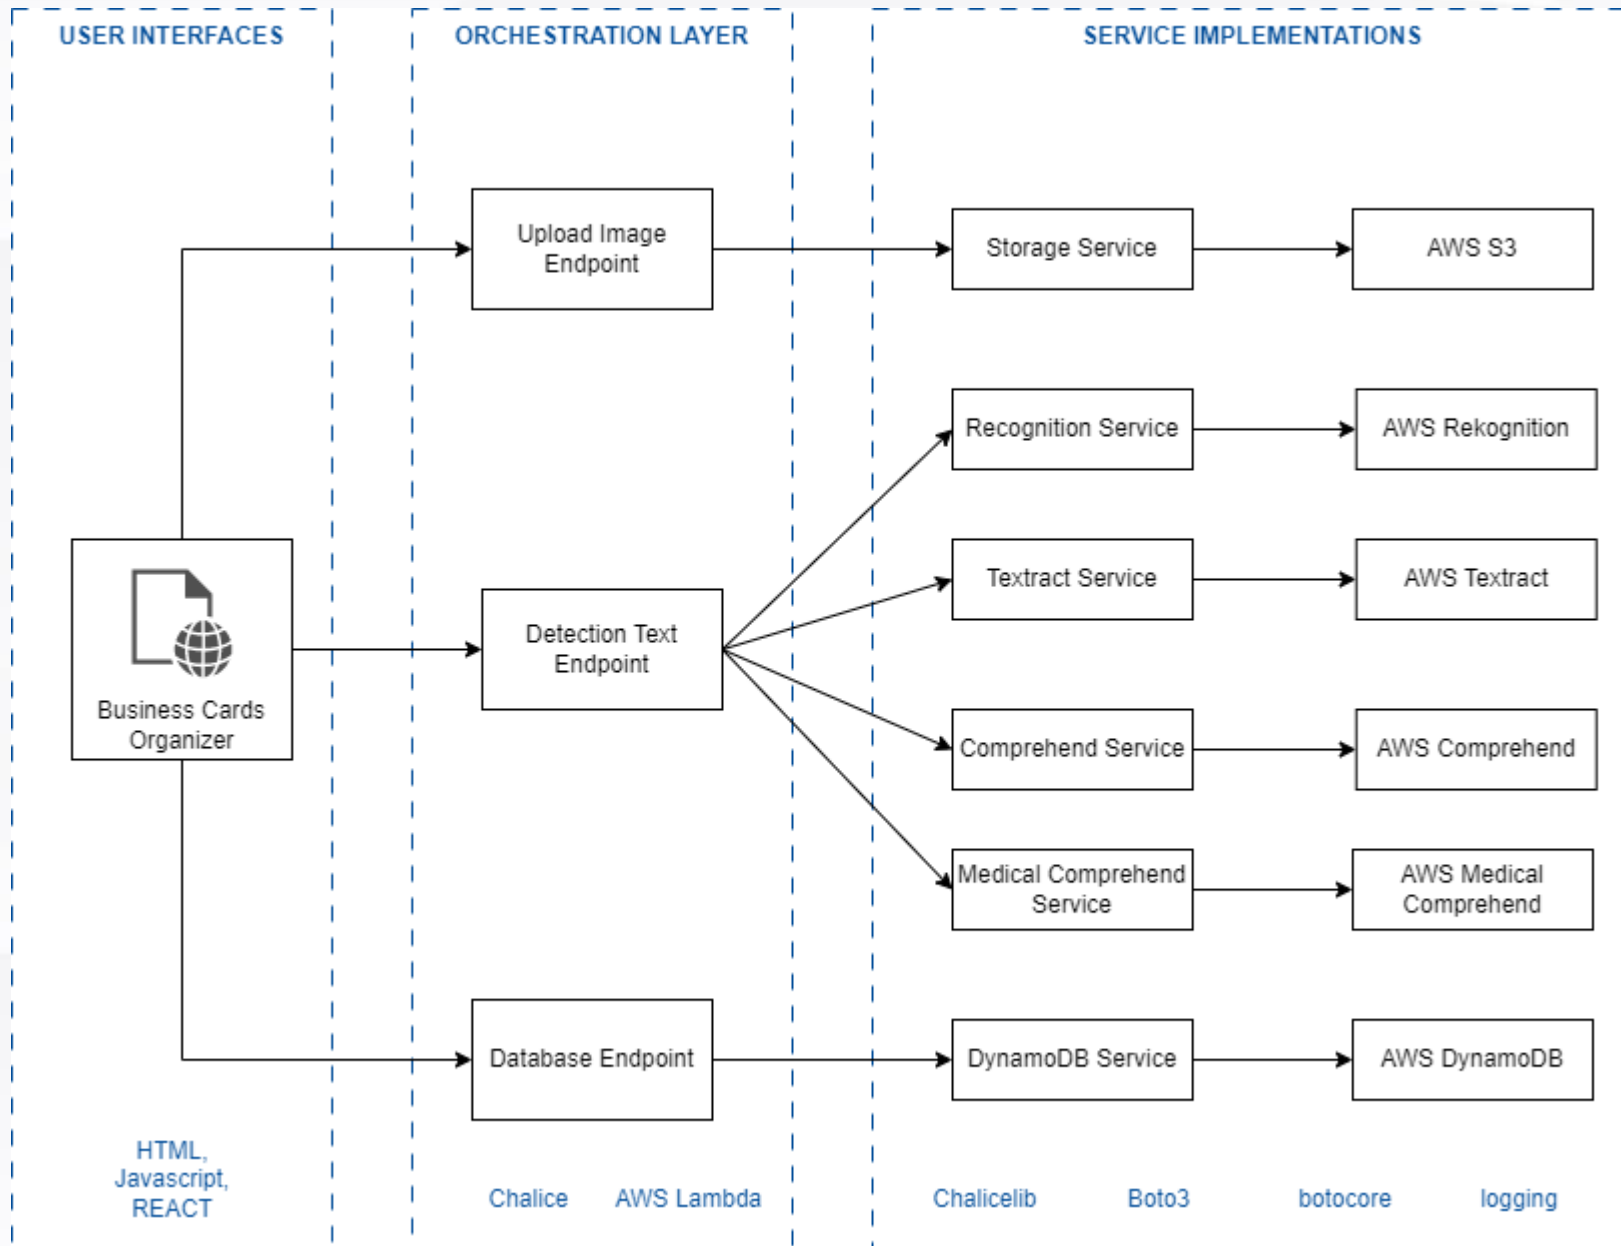 USER INTERFACES
ORCHESTRATION LAYER
SERVICE IMPLEMENTATIONS
Upload Image
Endpoint
Storage Service
AWS S3
Recognition Service
AWS Rekognition
Textract Service
AWS Textract
Detection Text
Endpoint
Business Cards
Organizer
Comprehend Service
AWS Comprehend
Medical Comprehend
Service
AWS Medical
Comprehend
Database Endpoint
DynamoDB Service
AWS DynamoDB
HTML,
Javascript,
REACT
Chalice
AWS Lambda
Chalicelib
Boto3
botocore
logging